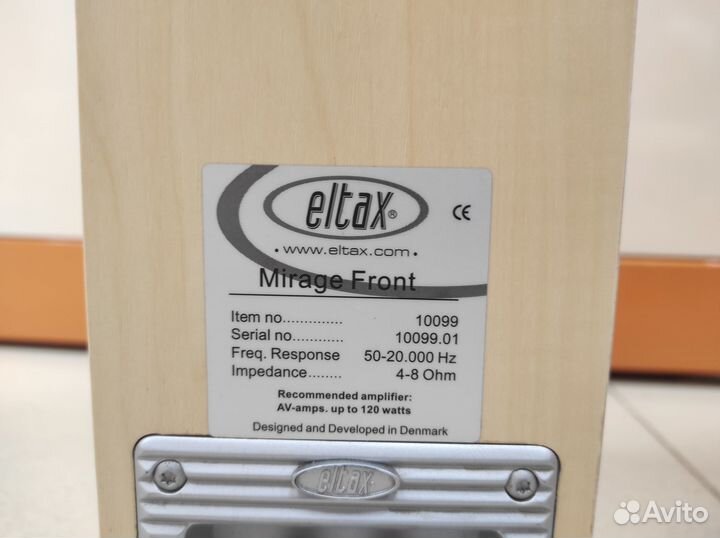 eltax®
• www.eltax.com •
CE
Mirage Front
Item no.............. 10099
Serial no............ 10099.01
Freq. Response 50-20.000 Hz
Impedance........ 4-8 Ohm
Recommended amplifier:
AV-amps. up to 120 watts
Designed and Developed in Denmark
eltax
Avito